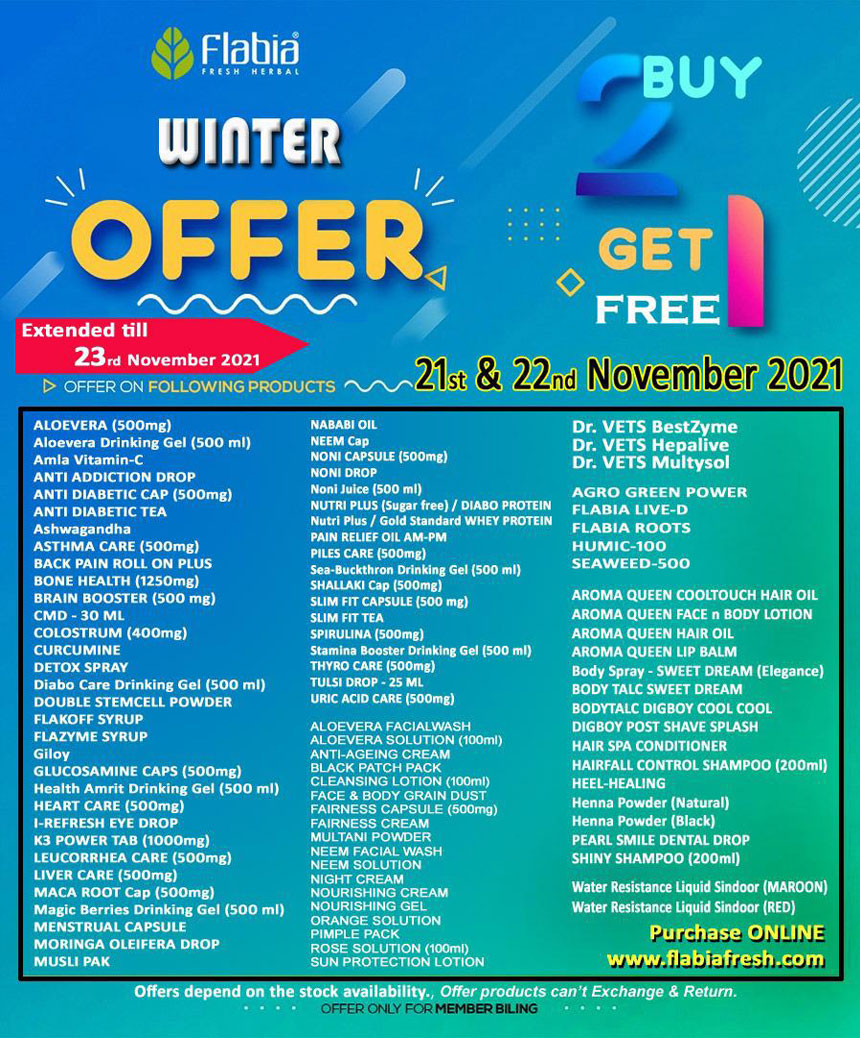 Flabia®
FRESH HERBAL
WINTER
OFFER
BUY
2
GET 1
FREE
Extended till
23rd November 2021
OFFER ON FOLLOWING PRODUCTS
21st & 22nd November 2021
ALOEVERA (500mg)
Aloevera Drinking Gel (500 ml)
Amla Vitamin-C
ANTI ADDICTION DROP
ANTI DIABETIC CAP (500mg)
ANTI DIABETIC TEA
Ashwagandha
ASTHMA CARE (500mg)
BACK PAIN ROLL ON PLUS
BONE HEALTH (1250mg)
BRAIN BOOSTER (500 mg)
CMD - 30 ML
COLOSTRUM (400mg)
CURCUMINE
DETOX SPRAY
Diabo Care Drinking Gel (500 ml)
DOUBLE STEMCELL POWDER
FLAKOFF SYRUP
FLAZYME SYRUP
Giloy
GLUCOSAMINE CAPS (500mg)
Health Amrit Drinking Gel (500 ml)
HEART CARE (500mg)
I-REFRESH EYE DROP
K3 POWER TAB (1000mg)
LEUCORRHEA CARE (500mg)
LIVER CARE (500mg)
MACA ROOT Cap (500mg)
Magic Berries Drinking Gel (500 ml)
MENSTRUAL CAPSULE
MORINGA OLEIFERA DROP
MUSLI PAK
NABABI OIL
NEEM Cap
NONI CAPSULE (500mg)
NONI DROP
Noni Juice (500 ml)
NUTRI PLUS (Sugar free) / DIABO PROTEIN
Nutri Plus / Gold Standard WHEY PROTEIN
PAIN RELIEF OIL AM-PM
PILES CARE (500mg)
Sea-Buckthron Drinking Gel (500 ml)
SHALLAKI Cap (500mg)
SLIM FIT CAPSULE (500 mg)
SLIM FIT TEA
SPIRULINA (500mg)
Stamina Booster Drinking Gel (500 ml)
THYRO CARE (500mg)
TULSI DROP - 25 ML
URIC ACID CARE (500mg)
ALOEVERA FACIALWASH
ALOEVERA SOLUTION (100ml)
ANTI-AGEING CREAM
BLACK PATCH PACK
CLEANSING LOTION (100ml)
FACE & BODY GRAIN DUST
FAIRNESS CAPSULE (500mg)
FAIRNESS CREAM
MULTANI POWDER
NEEM FACIAL WASH
NEEM SOLUTION
NIGHT CREAM
NOURISHING CREAM
NOURISHING GEL
ORANGE SOLUTION
PIMPLE PACK
ROSE SOLUTION (100ml)
SUN PROTECTION LOTION
Dr. VETS BestZyme
Dr. VETS Hepalive
Dr. VETS Multysol
AGRO GREEN POWER
FLABIA LIVE-D
FLABIA ROOTS
HUMIC-100
SEAWEED-500
AROMA QUEEN COOLTOUCH HAIR OIL
AROMA QUEEN FACE n BODY LOTION
AROMA QUEEN HAIR OIL
AROMA QUEEN LIP BALM
Body Spray - SWEET DREAM (Elegance)
BODY TALC SWEET DREAM
BODYTALC DIGBOY COOL COOL
DIGBOY POST SHAVE SPLASH
HAIR SPA CONDITIONER
HAIRFALL CONTROL SHAMPOO (200ml)
HEEL-HEALING
Henna Powder (Natural)
Henna Powder (Black)
PEARL SMILE DENTAL DROP
SHINY SHAMPOO (200ml)
Water Resistance Liquid Sindoor (MAROON)
Water Resistance Liquid Sindoor (RED)
Purchase ONLINE
www.flabiafresh.com
Offers depend on the stock availability., Offer products can't Exchange & Return.
OFFER ONLY FOR MEMBER BILING